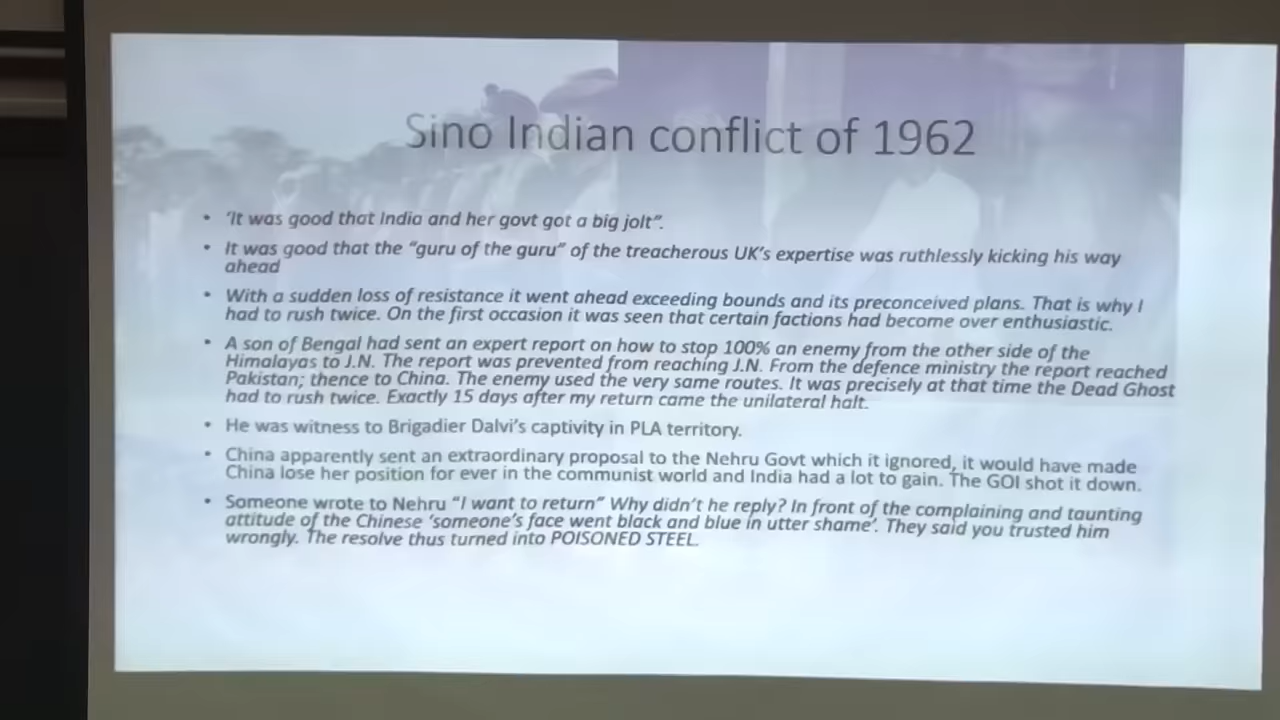 Sino Indian conflict of 1962
• 'It was good that India and her govt got a big jolt".
• It was good that the "guru of the guru" of the treacherous UK's expertise was ruthlessly kicking his way
ahead
• With a sudden loss of resistance it went ahead exceeding bounds and its preconceived plans. That is why I
had to rush twice. On the first occasion it was seen that certain factions had become over enthusiastic.
• A son of Bengal had sent an expert report on how to stop 100% an enemy from the other side of the
Himalayas to J.N. The report was prevented from reaching J.N. From the defence ministry the report reached
Pakistan; thence to China. The enemy used the very same routes. It was precisely at that time the Dead Ghost
had to rush twice. Exactly 15 days after my return came the unilateral halt.
• He was witness to Brigadier Dalvi's captivity in PLA territory.
• China apparently sent an extraordinary proposal to the Nehru Govt which it ignored, it would have made
China lose her position for ever in the communist world and India had a lot to gain. The GOI shot it down.
• Someone wrote to Nehru "I want to return" Why didn't he reply? In front of the complaining and taunting
attitude of the Chinese 'someone's face went black and blue in utter shame'. They said you trusted him
wrongly. The resolve thus turned into POISONED STEEL.